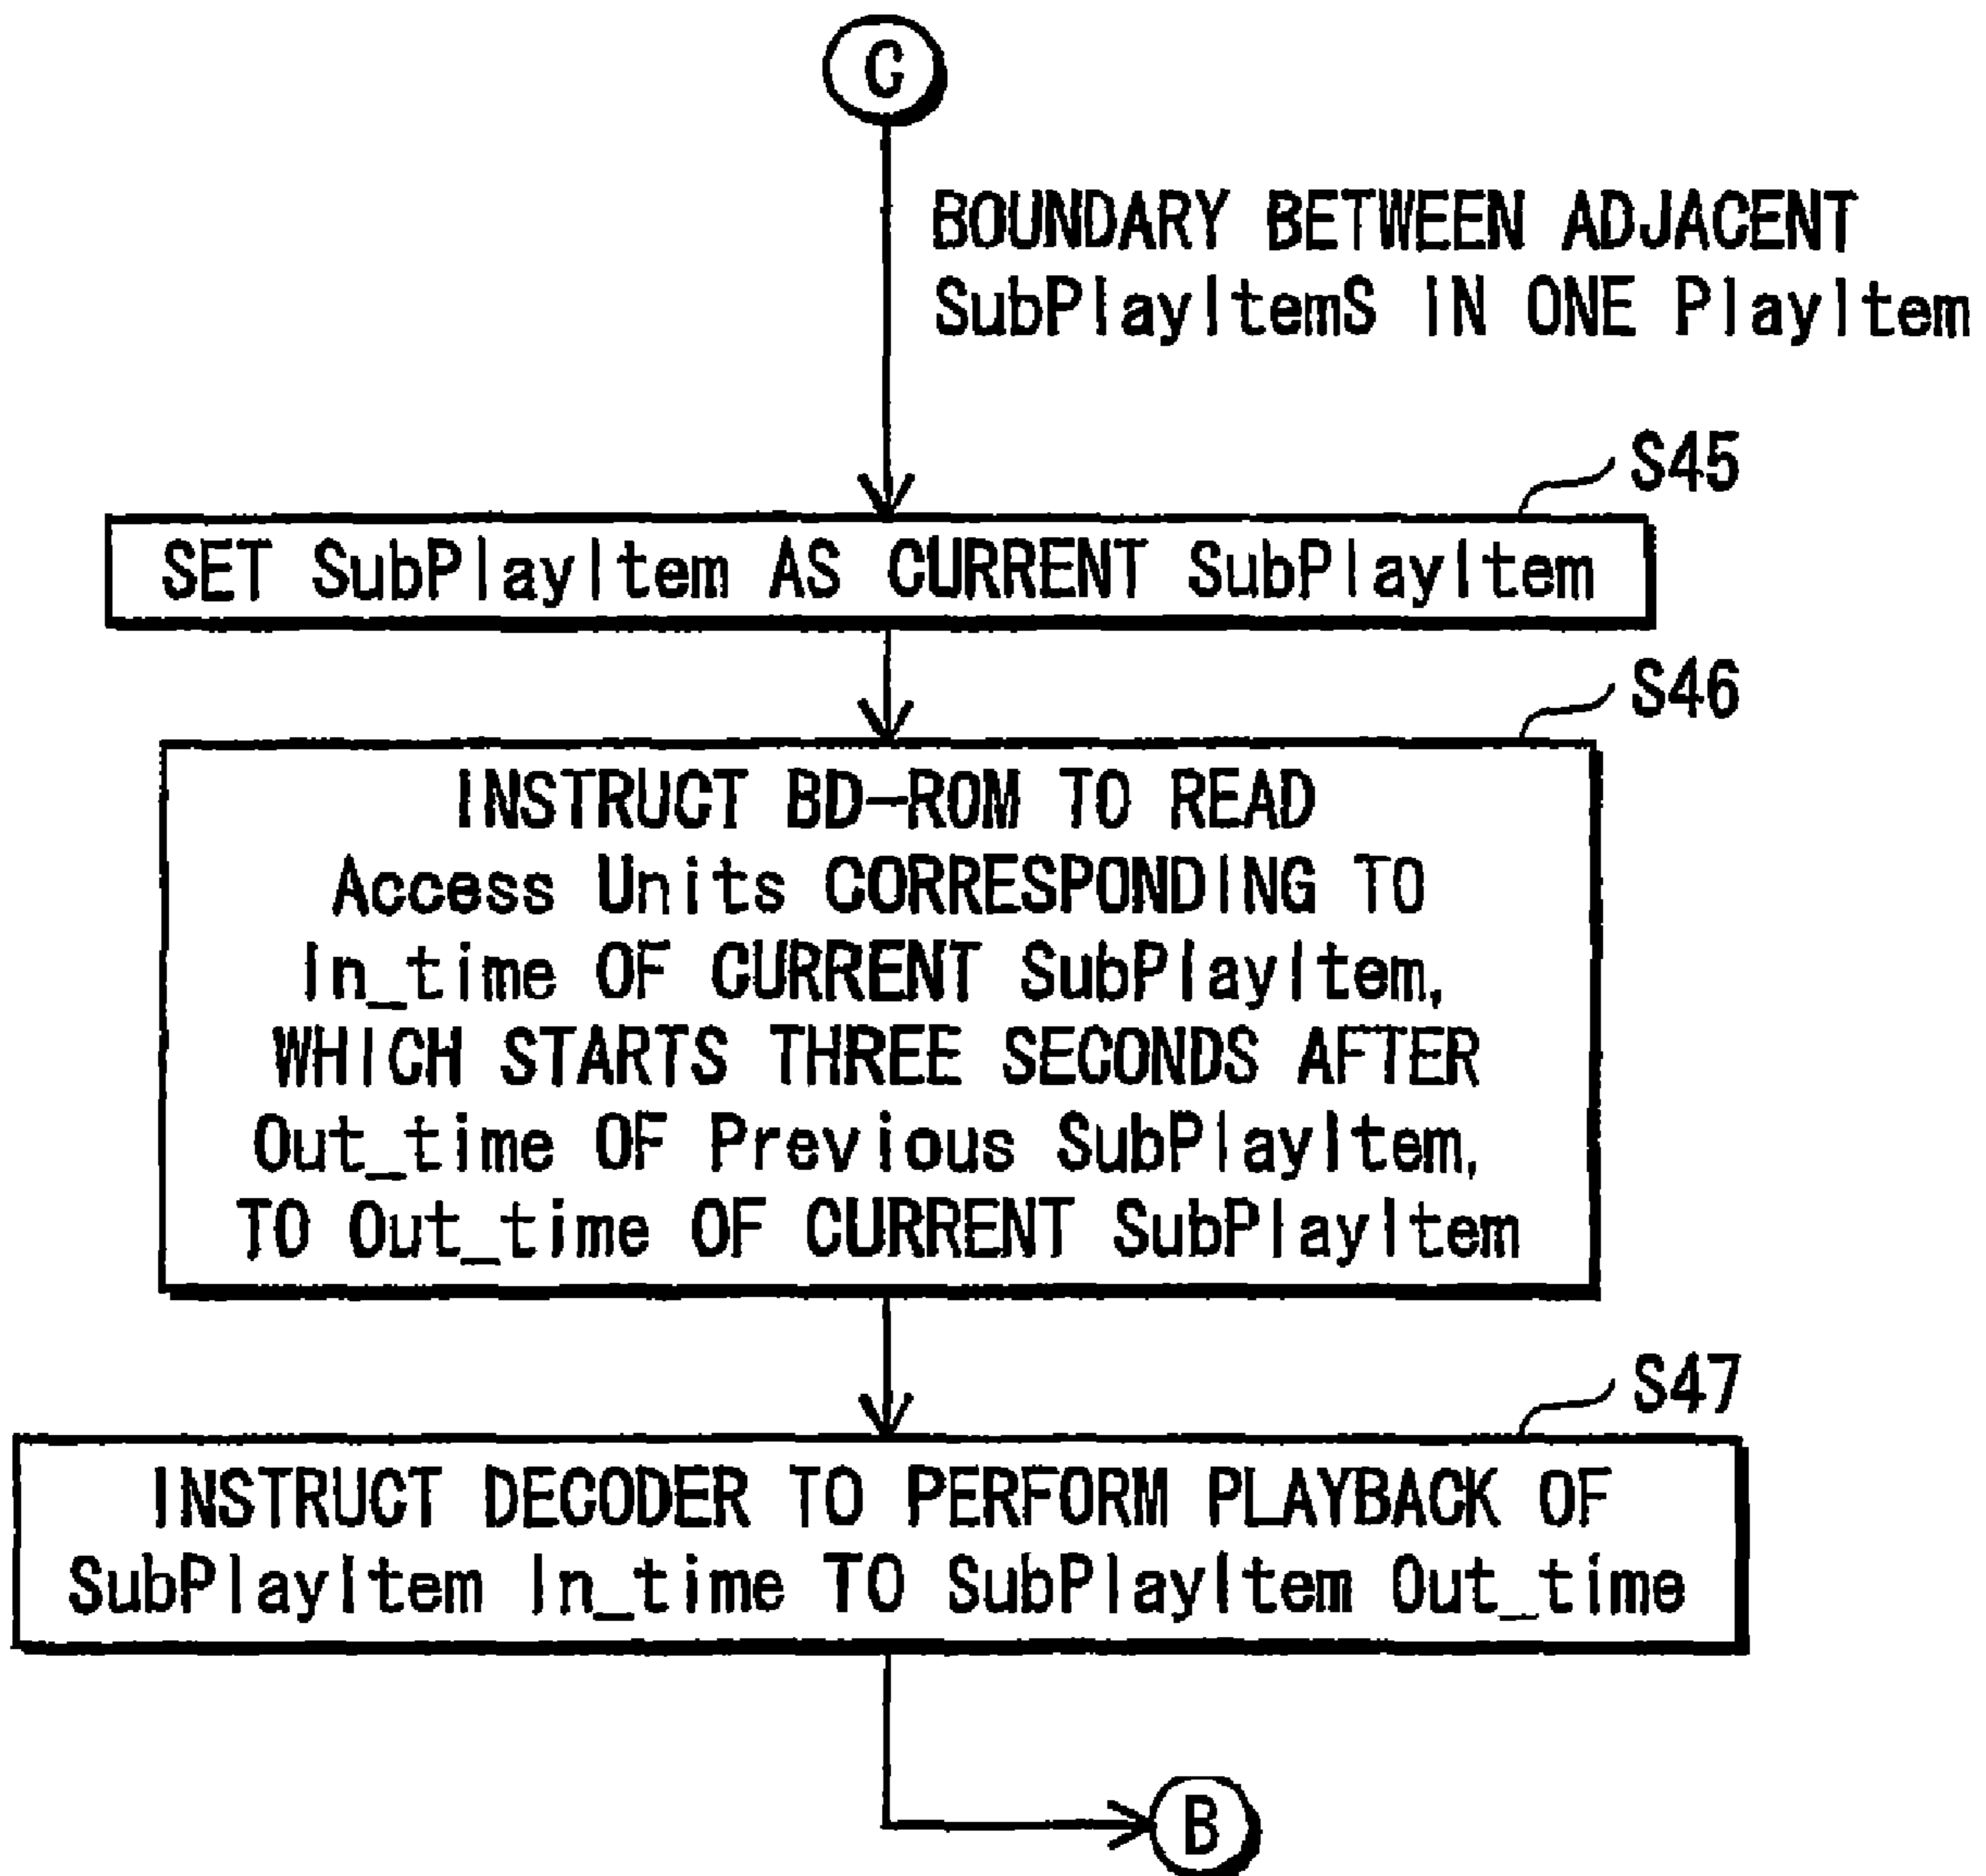 G
BOUNDARY BETWEEN ADJACENT
SubPlayItemS IN ONE PlayItem
S45
SET SubPlayItem AS CURRENT SubPlayItem
S46
INSTRUCT BD-ROM TO READ
Access Units CORRESPONDING TO
In_time OF CURRENT SubPlayItem,
WHICH STARTS THREE SECONDS AFTER
Out_time OF Previous SubPlayItem,
TO Out_time OF CURRENT SubPlayItem
S47
INSTRUCT DECODER TO PERFORM PLAYBACK OF
SubPlayItem In_time TO SubPlayItem Out_time
B